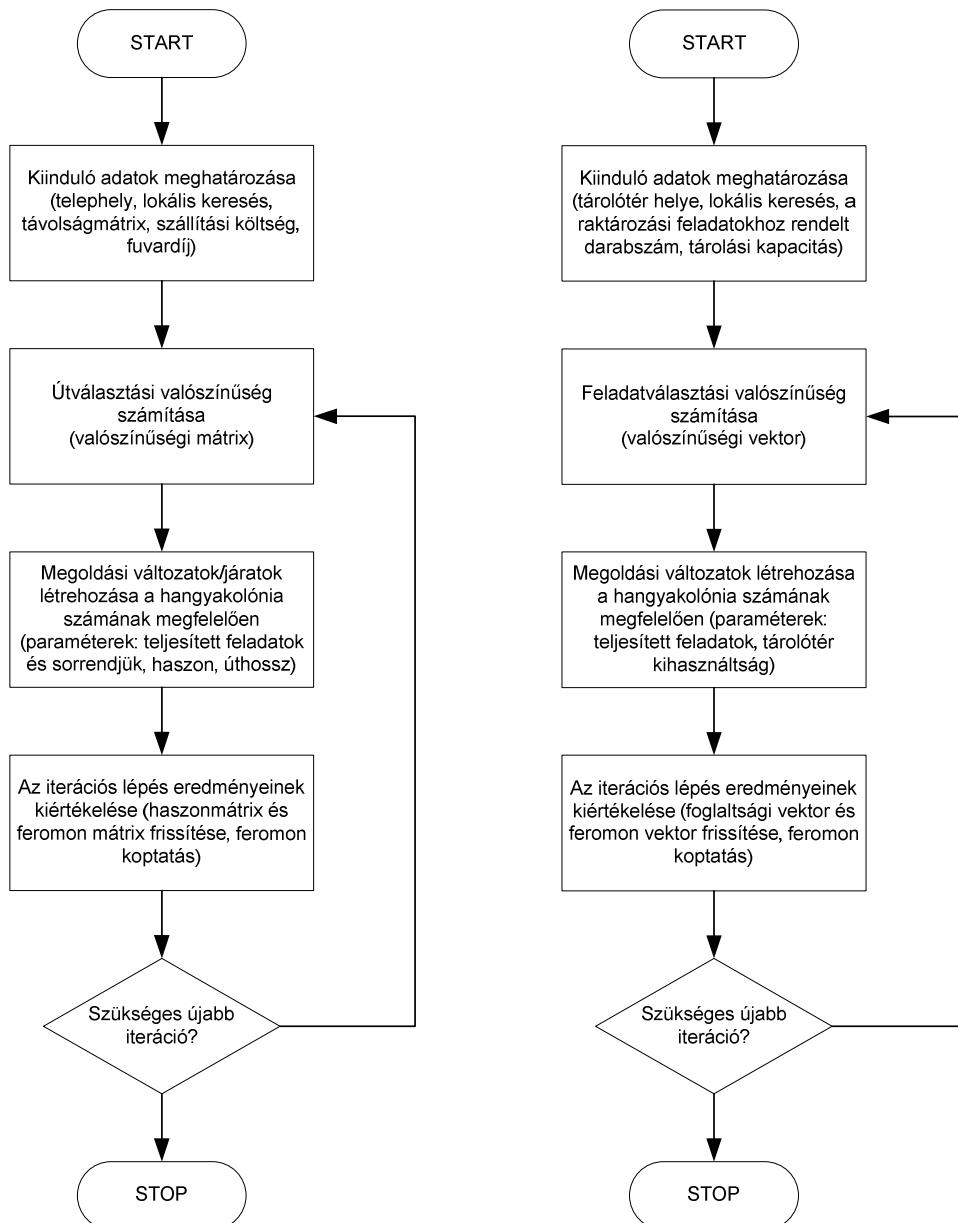 START
Kiinduló adatok meghatározása
(telephely, lokális keresés,
távolságmátrix, szállítási költség,
fuvardíj)
Útválasztási valószínűség
számítása
(valószínűségi mátrix)
Megoldási változatok/járatok
létrehozása a hangyakolónia
számának megfelelően
(paraméterek: teljesített feladatok
és sorrendjük, haszon, úthossz)
Az iterációs lépés eredményeinek
kiértékelése (haszonmátrix és
feromon mátrix frissítése, feromon
koptatás)
Szükséges újabb
iteráció?
STOP
START
Kiinduló adatok meghatározása
(tárolótér helye, lokális keresés, a
raktározási feladatokhoz rendelt
darabszám, tárolási kapacitás)
Feladatválasztási valószínűség
számítása
(valószínűségi vektor)
Megoldási változatok létrehozása
a hangyakolónia számának
megfelelően (paraméterek:
teljesített feladatok, tárolótér
kihasználtság)
Az iterációs lépés eredményeinek
kiértékelése (foglaltsági vektor és
feromon vektor frissítése, feromon
koptatás)
Szükséges újabb
iteráció?
STOP